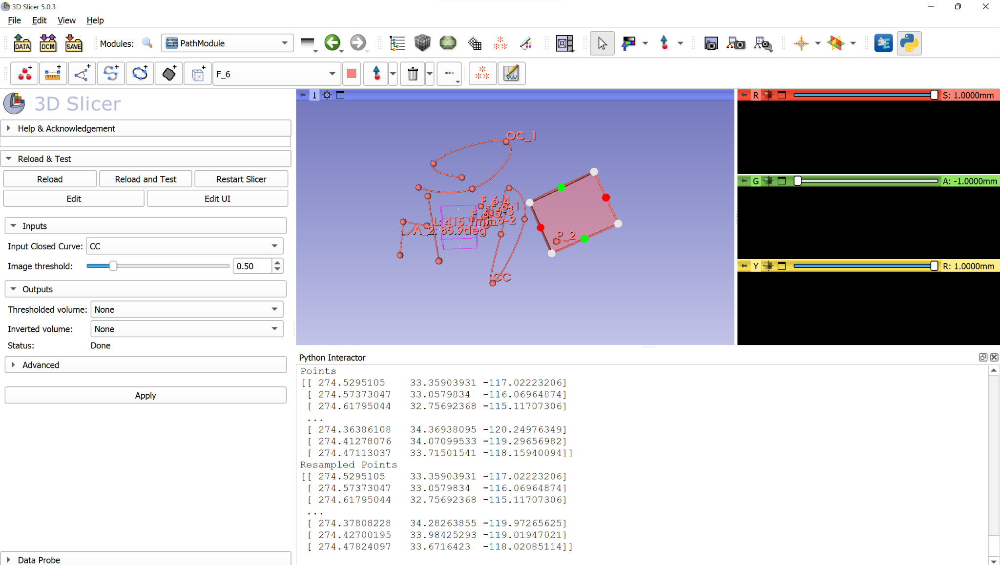 3D Slicer 5.0.3
File Edit View Help
DATA DCM SAVE Modules: PathModule
F_6
3D Slicer
Help & Acknowledgement
Reload & Test
Reload Reload and Test Restart Slicer
Edit Edit UI
Inputs
Input Closed Curve: CC
Image threshold: 0.50
Outputs
Thresholded volume: None
Inverted volume: None
Status: Done
Advanced
Apply
Data Probe
1
OC_1
F_6-4
L: 415.1mm
A_2: 85.9deg
P_2
CC
R S: 1.0000mm
G A: -1.0000mm
Y R: 1.0000mm
Python Interactor
Points
[[ 274.5295105 33.35903931 -117.02223206]
[ 274.57373047 33.0579834 -116.06964874]
[ 274.61795044 32.75692368 -115.11707306]
...
[ 274.36386108 34.36938095 -120.24976349]
[ 274.41278076 34.07099533 -119.29656982]
[ 274.47113037 33.71501541 -118.15940094]]
Resampled Points
[[ 274.5295105 33.35903931 -117.02223206]
[ 274.57373047 33.0579834 -116.06964874]
[ 274.61795044 32.75692368 -115.11707306]
...
[ 274.37808228 34.28263855 -119.97265625]
[ 274.42700195 33.98425293 -119.01947021]
[ 274.47824097 33.6716423 -118.02085114]]